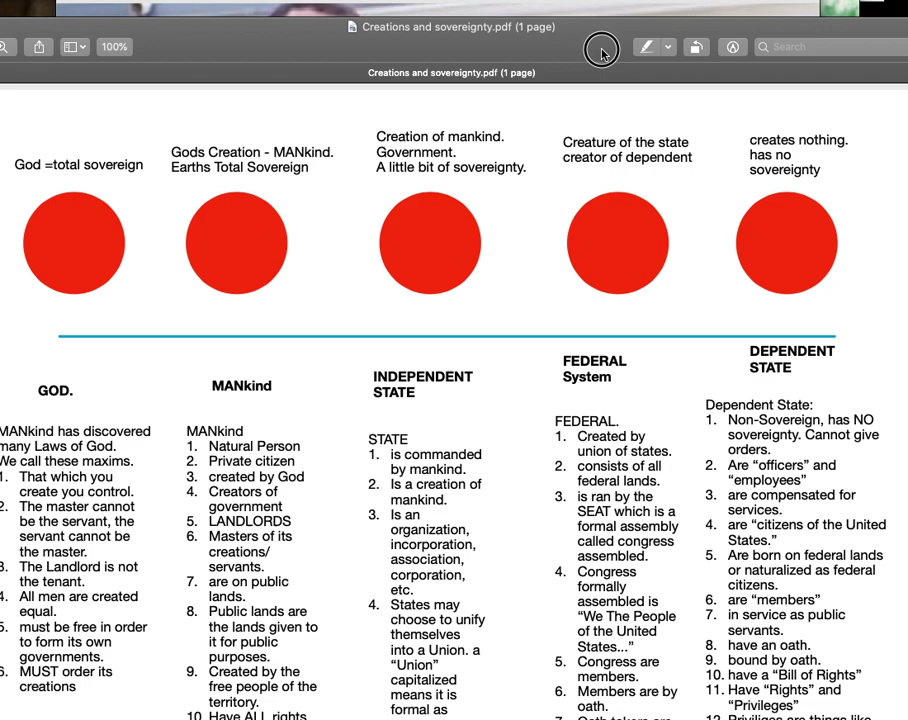 Creations and sovereignty.pdf (1 page)
100%
Search
Creations and sovereignty.pdf (1 page)
God =total sovereign
Gods Creation - MANkind.
Earths Total Sovereign
Creation of mankind.
Government.
A little bit of sovereignty.
Creature of the state
creator of dependent
creates nothing.
has no
sovereignty
GOD.
MANkind has discovered
many Laws of God.
We call these maxims.
1. That which you
create you control.
2. The master cannot
be the servant, the
servant cannot be
the master.
3. The Landlord is not
the tenant.
4. All men are created
equal.
5. must be free in order
to form its own
governments.
6. MUST order its
creations
MANkind
MANkind
1. Natural Person
2. Private citizen
3. created by God
4. Creators of
government
5. LANDLORDS
6. Masters of its
creations/
servants.
7. are on public
lands.
8. Public lands are
the lands given to
it for public
purposes.
9. Created by the
free people of the
territory.
10. Have ALL rights
INDEPENDENT
STATE
STATE
1. is commanded
by mankind.
2. Is a creation of
mankind.
3. Is an
organization,
incorporation,
association,
corporation,
etc.
4. States may
choose to unify
themselves
into a Union. a
“Union”
capitalized
means it is
formal as
FEDERAL
System
FEDERAL.
1. Created by
union of states.
2. consists of all
federal lands.
3. is ran by the
SEAT which is a
formal assembly
called congress
assembled.
4. Congress
formally
assembled is
“We The People
of the United
States...”
5. Congress are
members.
6. Members are by
oath.
7. Oath takers are
DEPENDENT
STATE
Dependent State:
1. Non-Sovereign, has NO
sovereignty. Cannot give
orders.
2. Are “officers” and
“employees”
3. are compensated for
services.
4. are “citizens of the United
States.”
5. Are born on federal lands
or naturalized as federal
citizens.
6. are “members”
7. in service as public
servants.
8. have an oath.
9. bound by oath.
10. have a “Bill of Rights”
11. Have “Rights” and
“Privileges”
12. Priviliges are things like